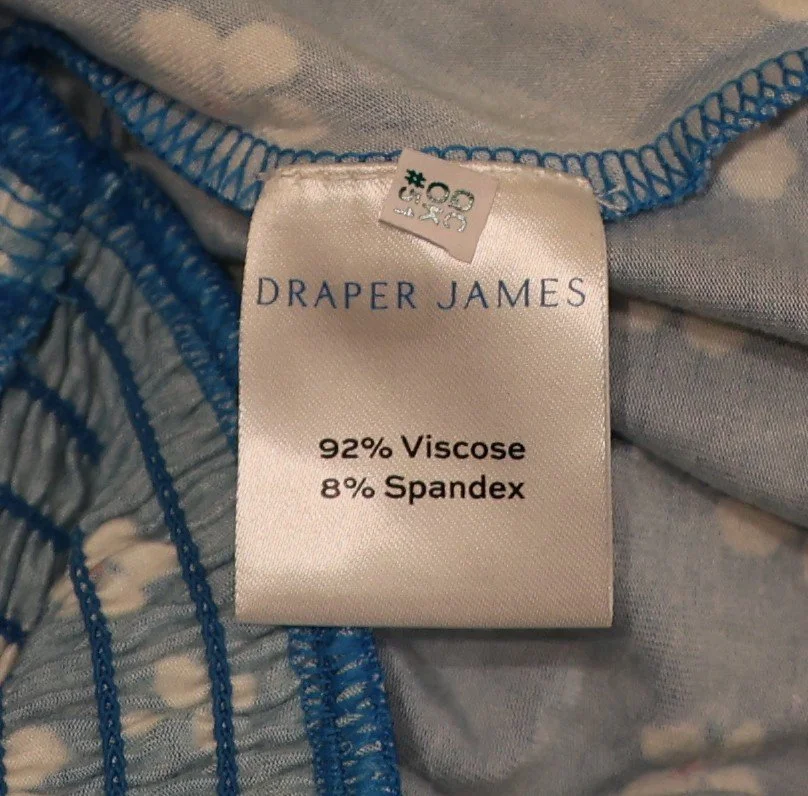 DRAPER JAMES
92% Viscose
8% Spandex